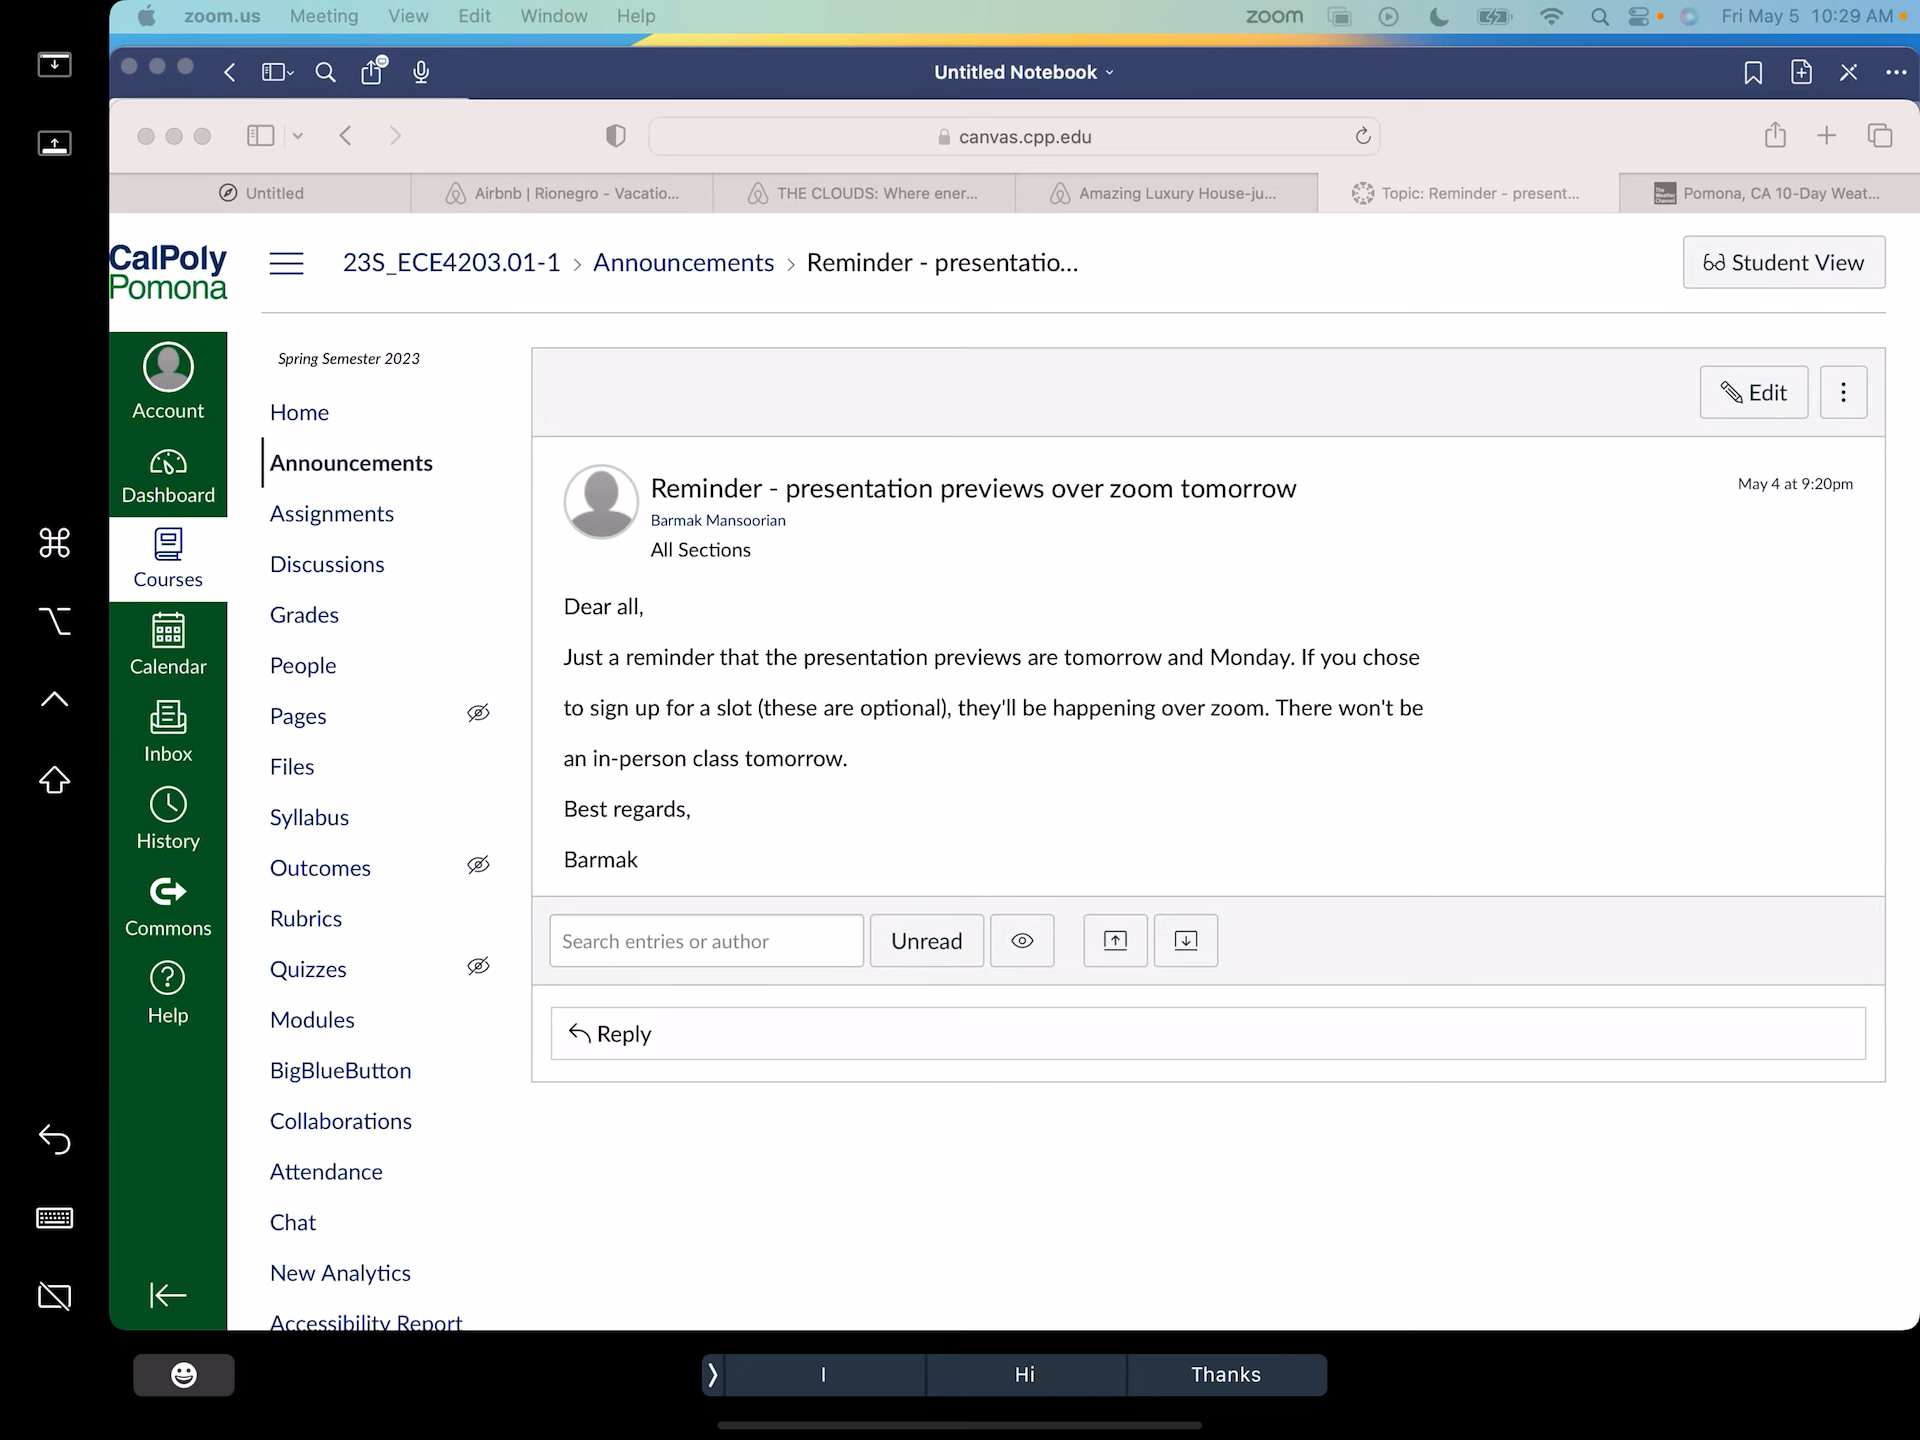 zoom.us Meeting View Edit Window Help zoom Fri May 5 10:29 AM
Untitled Notebook
canvas.cpp.edu
Untitled Airbnb | Rionegro - Vacatio... THE CLOUDS: Where ener... Amazing Luxury House-ju... Topic: Reminder - present... Pomona, CA 10-Day Weat...
CalPoly
Pomona
23S_ECE4203.01-1 › Announcements › Reminder - presentatio...
Student View
Account
Dashboard
Courses
Calendar
Inbox
History
Commons
Help
Spring Semester 2023
Home
Announcements
Assignments
Discussions
Grades
People
Pages
Files
Syllabus
Outcomes
Rubrics
Quizzes
Modules
BigBlueButton
Collaborations
Attendance
Chat
New Analytics
Accessibility Report
Edit
Reminder - presentation previews over zoom tomorrow
May 4 at 9:20pm
Barmak Mansoorian
All Sections
Dear all,
Just a reminder that the presentation previews are tomorrow and Monday. If you chose
to sign up for a slot (these are optional), they'll be happening over zoom. There won't be
an in-person class tomorrow.
Best regards,
Barmak
Search entries or author
Unread
Reply
I Hi Thanks